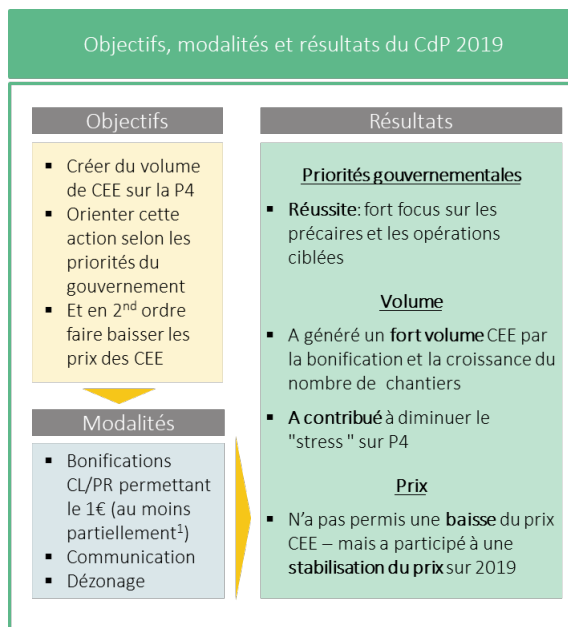 Objectifs, modalités et résultats du CdP 2019
Objectifs
▪ Créer du volume
de CEE sur la P4
▪ Orienter cette
action selon les
priorités du
gouvernement
▪ Et en 2nd ordre
faire baisser les
prix des CEE
Modalités
▪ Bonifications
CL/PR permettant
le 1€ (au moins
partiellement1)
▪ Communication
▪ Dézonage
Résultats
Priorités gouvernementales
▪ Réussite: fort focus sur les
précaires et les opérations
ciblées
Volume
▪ A généré un fort volume CEE par
la bonification et la croissance du
nombre de chantiers
▪ A contribué à diminuer le
"stress " sur P4
Prix
▪ N’a pas permis une baisse du prix
CEE – mais a participé à une
stabilisation du prix sur 2019